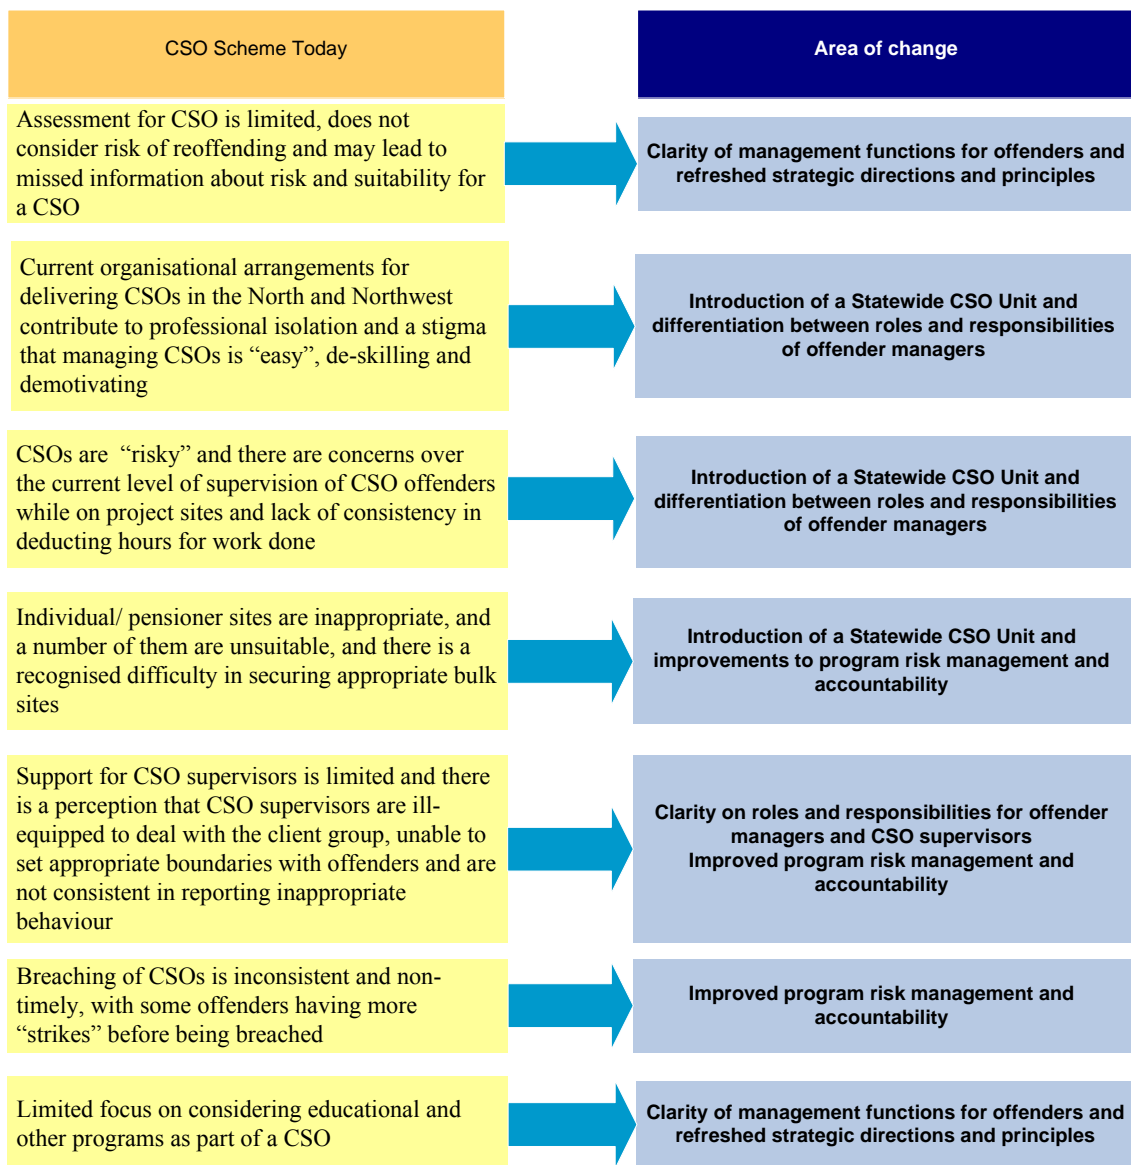 CSO Scheme Today
Area of change
Assessment for CSO is limited, does not
consider risk of reoffending and may lead to
missed information about risk and suitability for
a CSO
Clarity of management functions for offenders and
refreshed strategic directions and principles
Current organisational arrangements for
delivering CSOs in the North and Northwest
contribute to professional isolation and a stigma
that managing CSOs is “easy”, de-skilling and
demotivating
Introduction of a Statewide CSO Unit and
differentiation between roles and responsibilities
of offender managers
CSOs are “risky” and there are concerns over
the current level of supervision of CSO offenders
while on project sites and lack of consistency in
deducting hours for work done
Introduction of a Statewide CSO Unit and
differentiation between roles and responsibilities
of offender managers
Individual/ pensioner sites are inappropriate, and
a number of them are unsuitable, and there is a
recognised difficulty in securing appropriate bulk
sites
Introduction of a Statewide CSO Unit and
improvements to program risk management and
accountability
Support for CSO supervisors is limited and there
is a perception that CSO supervisors are ill-
equipped to deal with the client group, unable to
set appropriate boundaries with offenders and are
not consistent in reporting inappropriate
behaviour
Clarity on roles and responsibilities for offender
managers and CSO supervisors
Improved program risk management and
accountability
Breaching of CSOs is inconsistent and non-
timely, with some offenders having more
“strikes” before being breached
Improved program risk management and
accountability
Limited focus on considering educational and
other programs as part of a CSO
Clarity of management functions for offenders and
refreshed strategic directions and principles